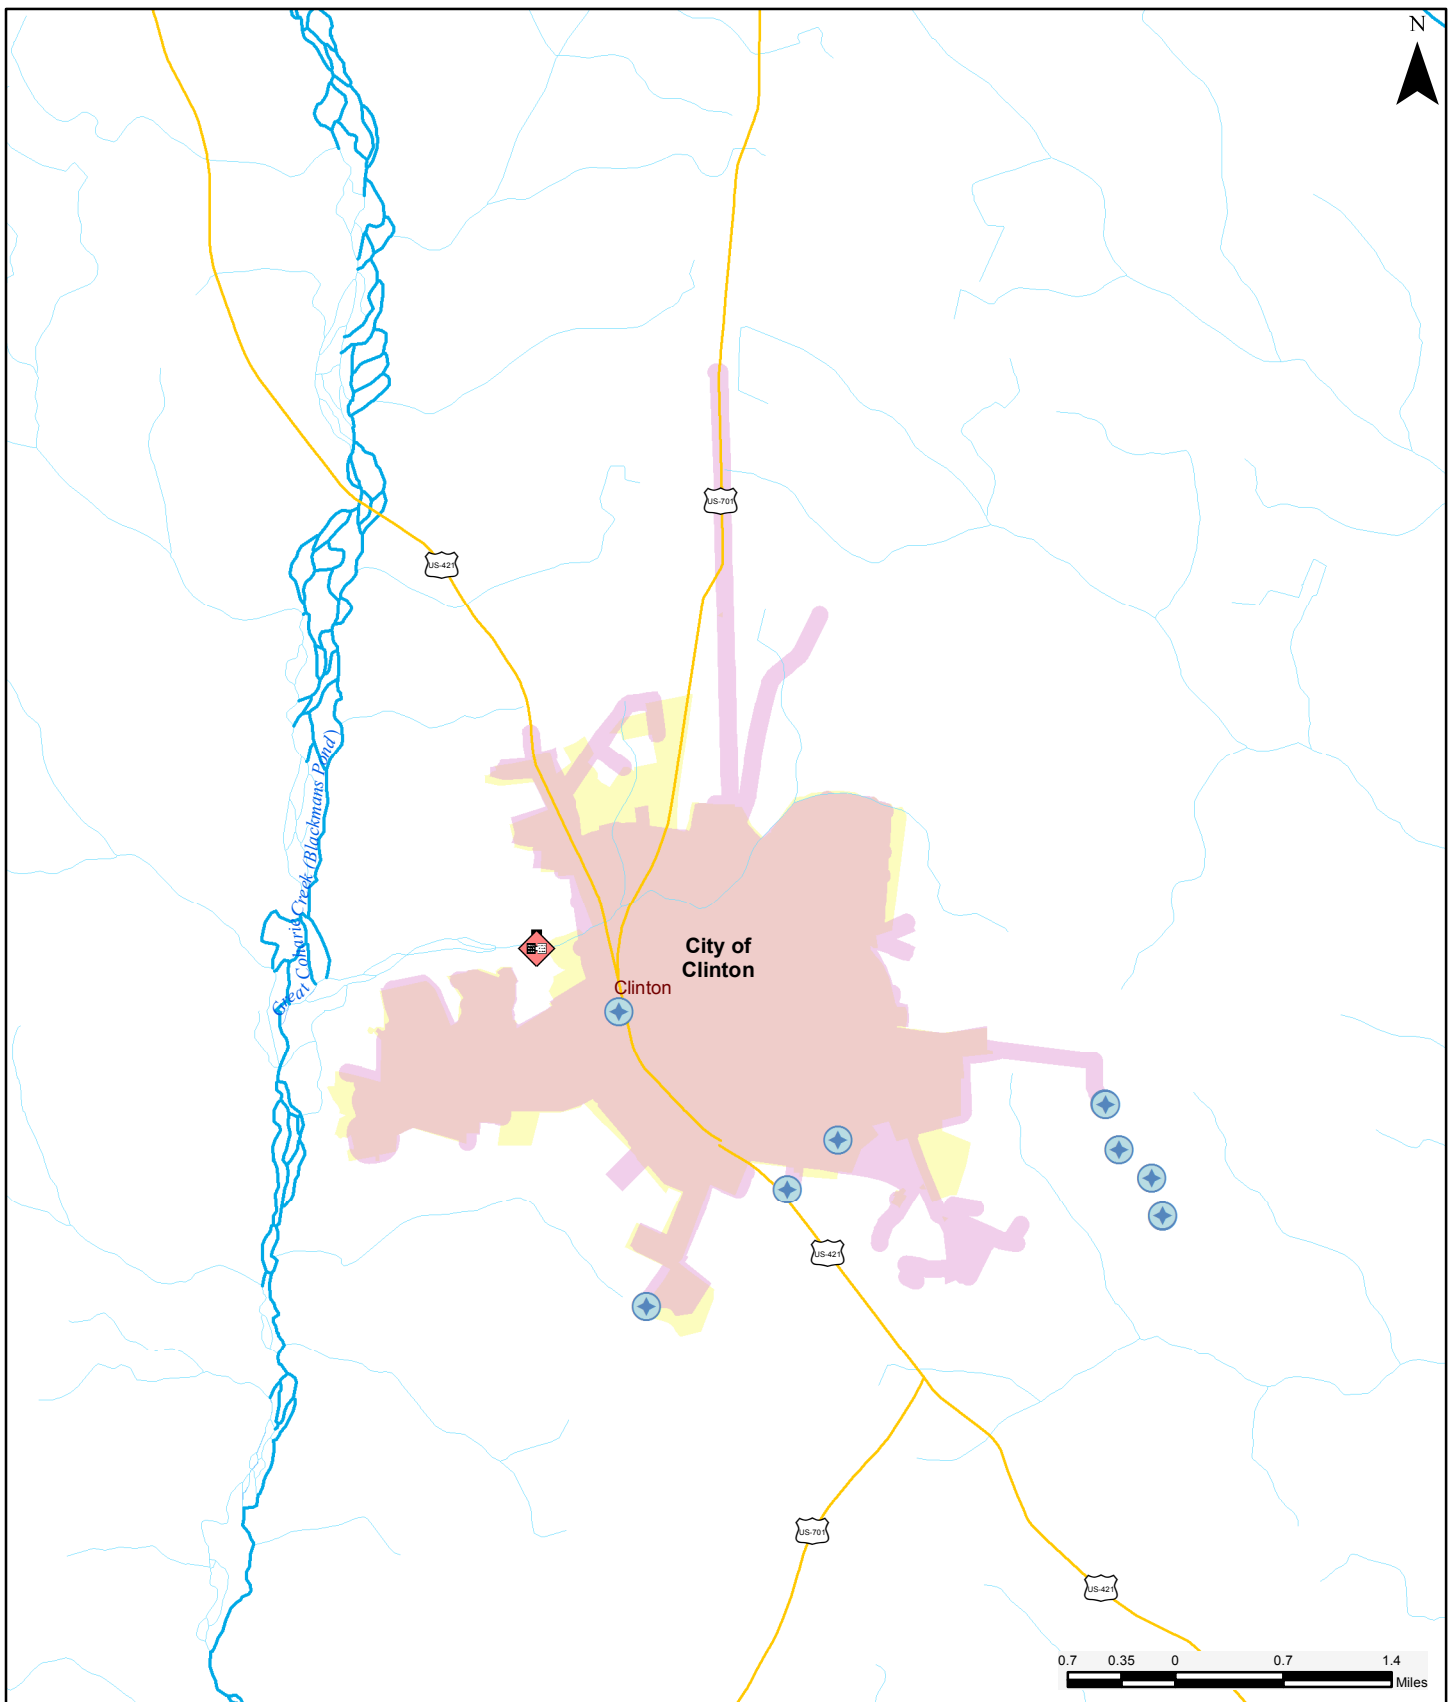 N
US-701
US-421
Great Coharie Creek (Blackmans Pond)
City of
Clinton
Clinton
US-421
US-701
US-421
0.7 0.35 0 0.7 1.4
Miles